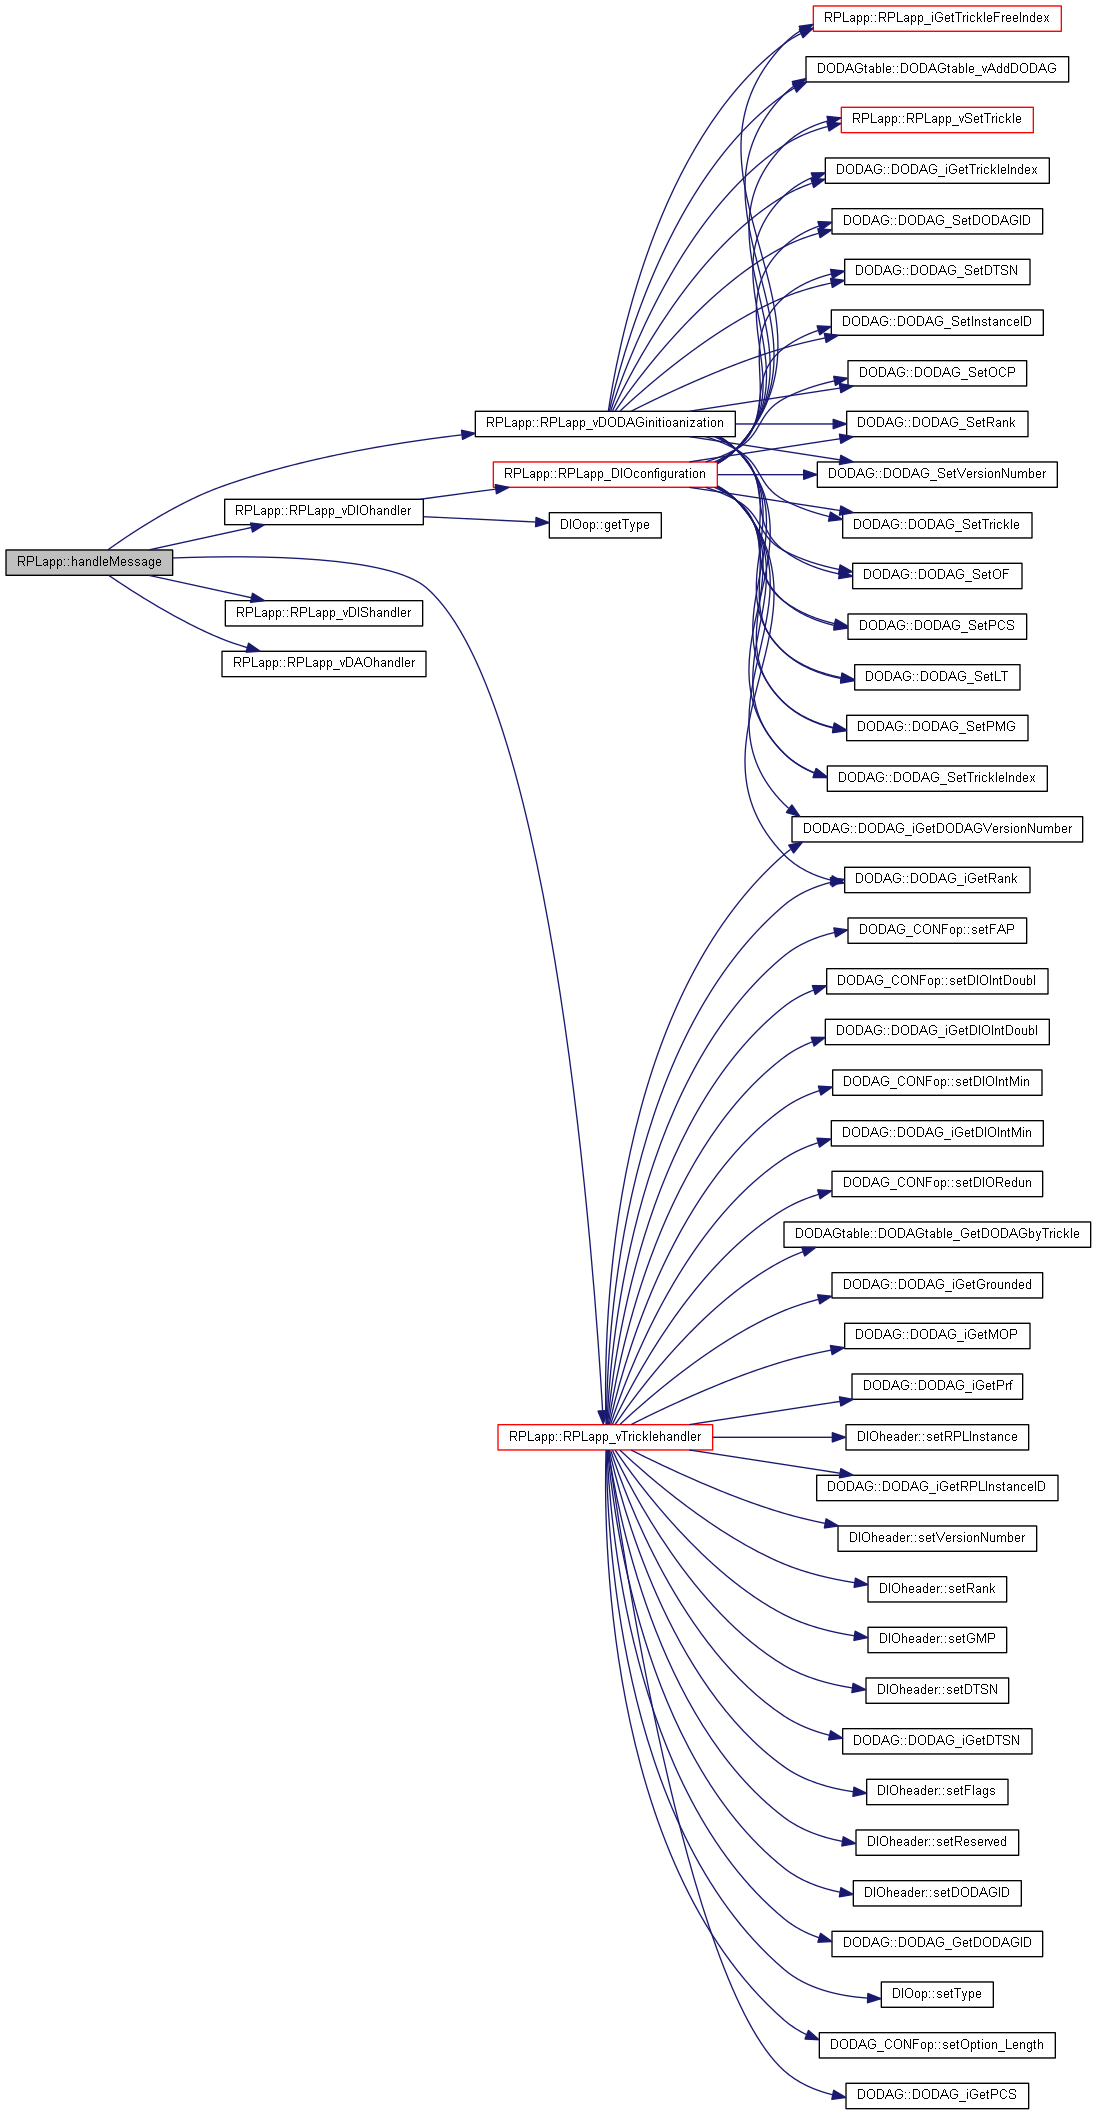 RPLapp::RPLapp_iGetTrickleFreeIndex
DODAGtable::DODAGtable_vAddDODAG
RPLapp::RPLapp_vSetTrickle
DODAG::DODAG_iGetTrickleIndex
DODAG::DODAG_SetDODAGID
DODAG::DODAG_SetDTSN
DODAG::DODAG_SetInstanceID
DODAG::DODAG_SetOCP
RPLapp::RPLapp_vDODAGinitioanization
DODAG::DODAG_SetRank
RPLapp::RPLapp_DIOconfiguration
DODAG::DODAG_SetVersionNumber
RPLapp::RPLapp_vDIOhandler
DIOop::getType
DODAG::DODAG_SetTrickle
RPLapp::handleMessage
DODAG::DODAG_SetOF
RPLapp::RPLapp_vDIShandler
DODAG::DODAG_SetPCS
RPLapp::RPLapp_vDAOhandler
DODAG::DODAG_SetLT
DODAG::DODAG_SetPMG
DODAG::DODAG_SetTrickleIndex
DODAG::DODAG_iGetDODAGVersionNumber
DODAG::DODAG_iGetRank
DODAG_CONFop::setFAP
DODAG_CONFop::setDIOIntDoubl
DODAG::DODAG_iGetDIOIntDoubl
DODAG_CONFop::setDIOIntMin
DODAG::DODAG_iGetDIOIntMin
DODAG_CONFop::setDIORedun
DODAGtable::DODAGtable_GetDODAGbyTrickle
DODAG::DODAG_iGetGrounded
DODAG::DODAG_iGetMOP
DODAG::DODAG_iGetPrf
RPLapp::RPLapp_vTricklehandler
DIOheader::setRPLInstance
DODAG::DODAG_iGetRPLInstanceID
DIOheader::setVersionNumber
DIOheader::setRank
DIOheader::setGMP
DIOheader::setDTSN
DODAG::DODAG_iGetDTSN
DIOheader::setFlags
DIOheader::setReserved
DIOheader::setDODAGID
DODAG::DODAG_GetDODAGID
DIOop::setType
DODAG_CONFop::setOption_Length
DODAG::DODAG_iGetPCS